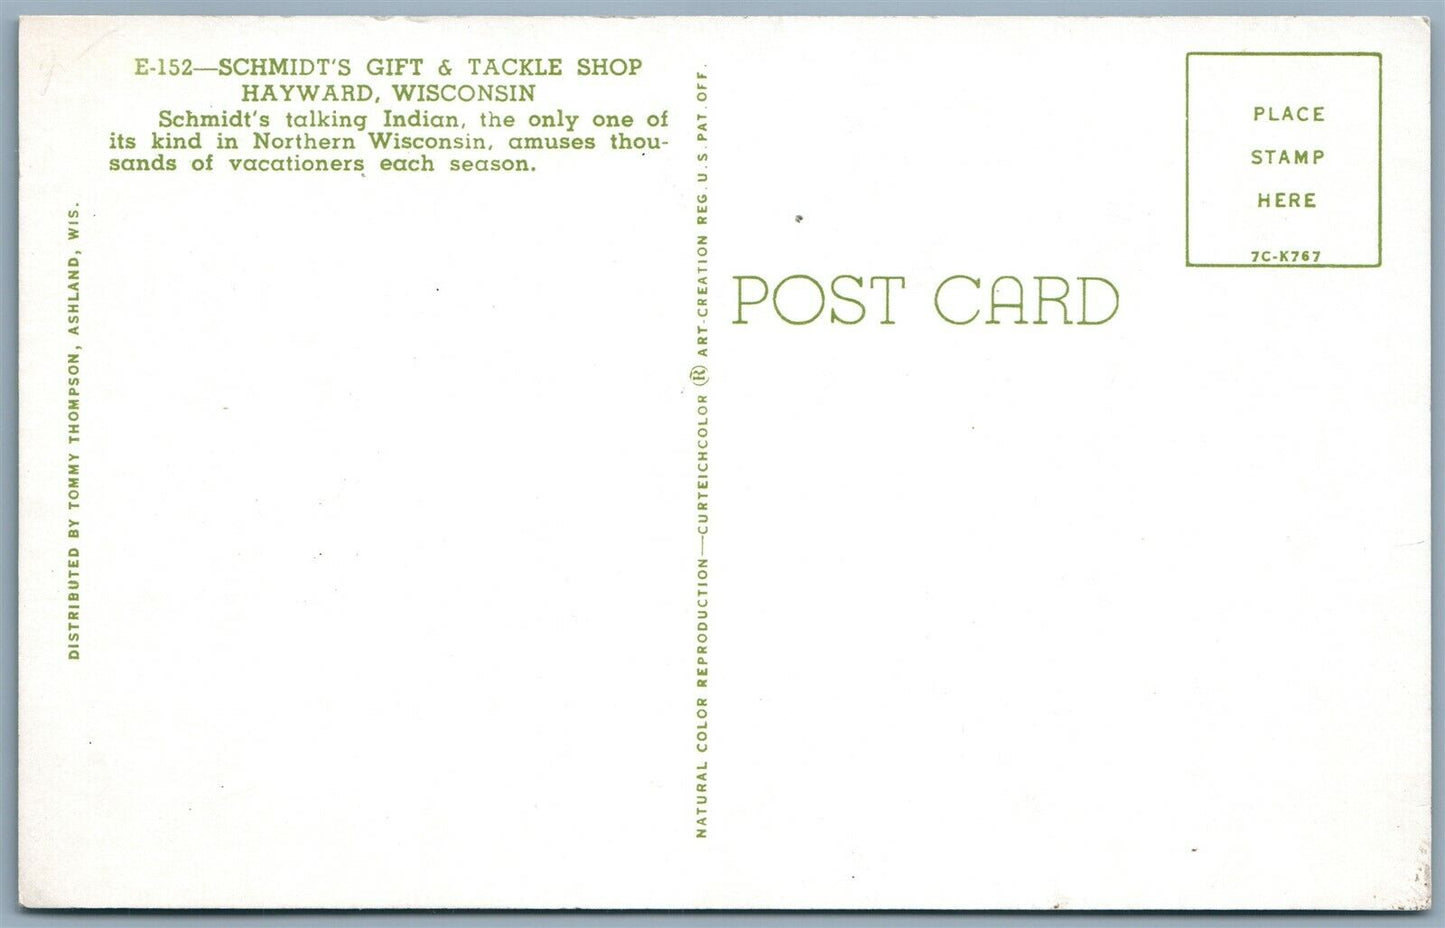 E-152—SCHMIDT'S GIFT & TACKLE SHOP
HAYWARD, WISCONSIN
Schmidt's talking Indian, the only one of
its kind in Northern Wisconsin, amuses thou-
sands of vacationers each season.
DISTRIBUTED BY TOMMY THOMPSON, ASHLAND, WIS.
NATURAL COLOR REPRODUCTION—CURTEICHCOLOR ® ART-CREATION REG. U.S. PAT. OFF.
POST CARD
PLACE
STAMP
HERE
7C-K767